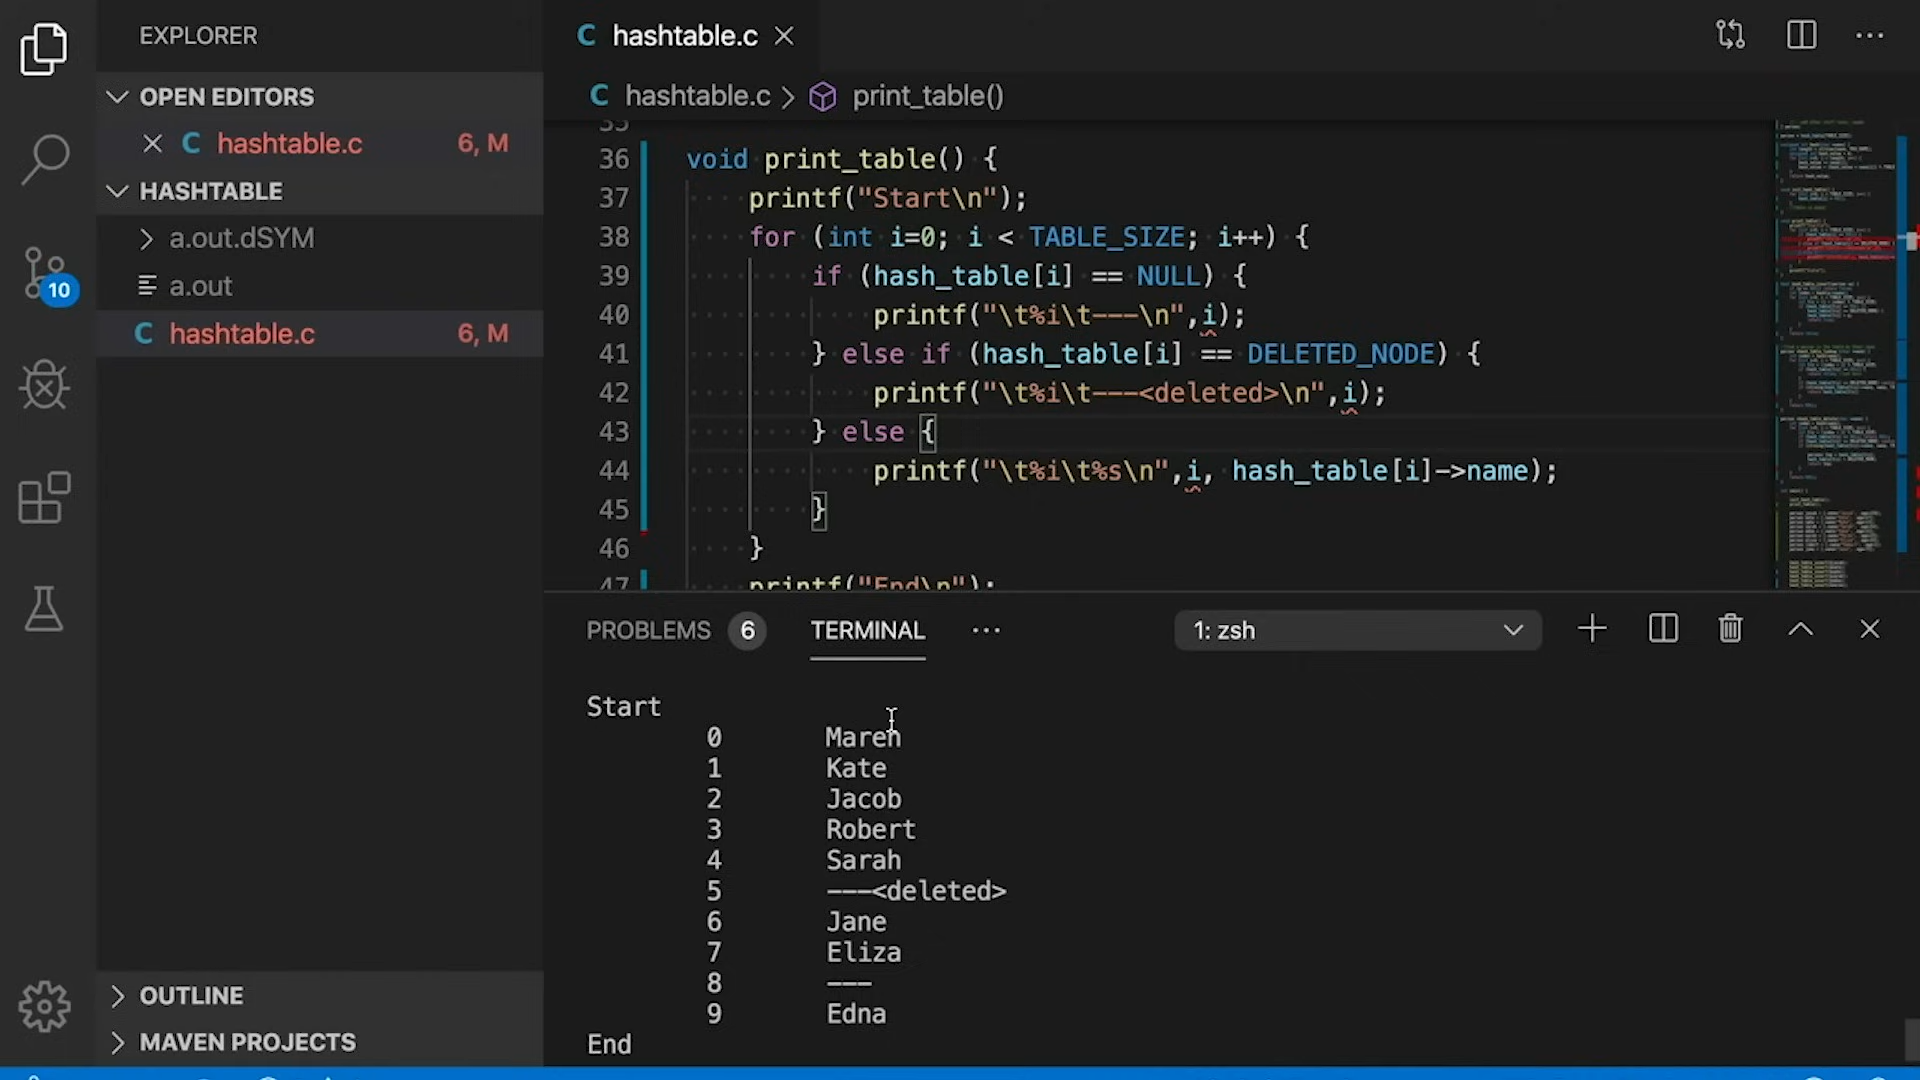 EXPLORER
OPEN EDITORS
hashtable.c 6, M
HASHTABLE
a.out.dSYM
a.out
C hashtable.c 6, M
10
OUTLINE
MAVEN PROJECTS
C hashtable.c
C hashtable.c > print_table()
35
36 void print_table() {
37 printf("Start\n");
38 for (int i=0; i < TABLE_SIZE; i++) {
39 if (hash_table[i] == NULL) {
40 printf("\t%i\t---\n",i);
41 } else if (hash_table[i] == DELETED_NODE) {
42 printf("\t%i\t---<deleted>\n",i);
43 } else {
44 printf("\t%i\t%s\n",i, hash_table[i]->name);
45 }
46 }
47 printf("End\n");
PROBLEMS 6 TERMINAL ... 1: zsh
Start
0 Maren
1 Kate
2 Jacob
3 Robert
4 Sarah
5 ---<deleted>
6 Jane
7 Eliza
8 ---
9 Edna
End